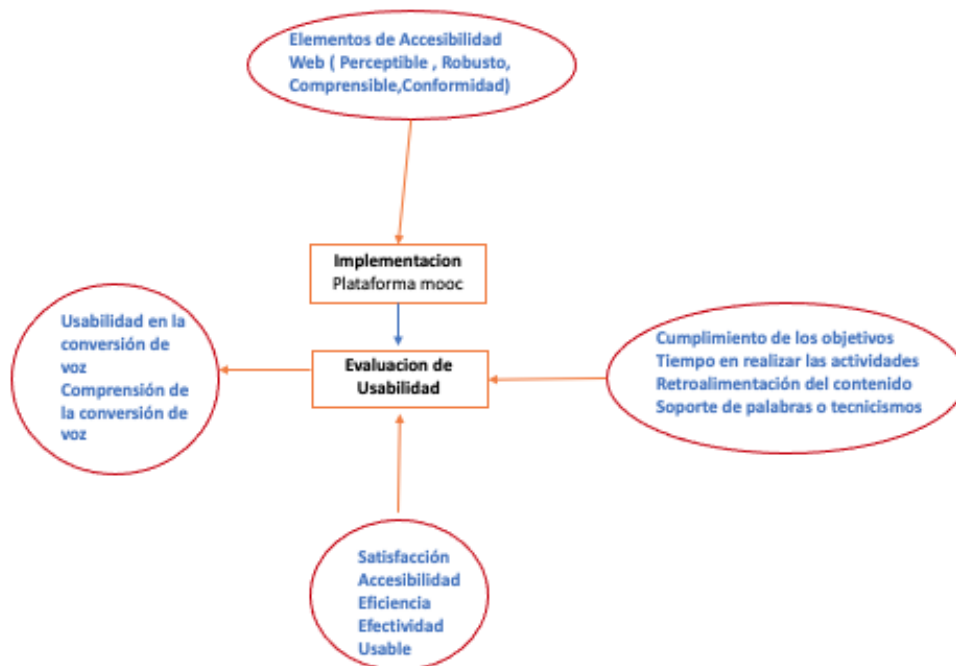 Elementos de Accesibilidad
Web ( Perceptible , Robusto,
Comprensible,Conformidad)
Implementacion
Plataforma mooc
Usabilidad en la
conversión de
voz
Comprensión de
la conversión de
voz
Evaluacion de
Usabilidad
Cumplimiento de los objetivos
Tiempo en realizar las actividades
Retroalimentación del contenido
Soporte de palabras o tecnicismos
Satisfacción
Accesibilidad
Eficiencia
Efectividad
Usable